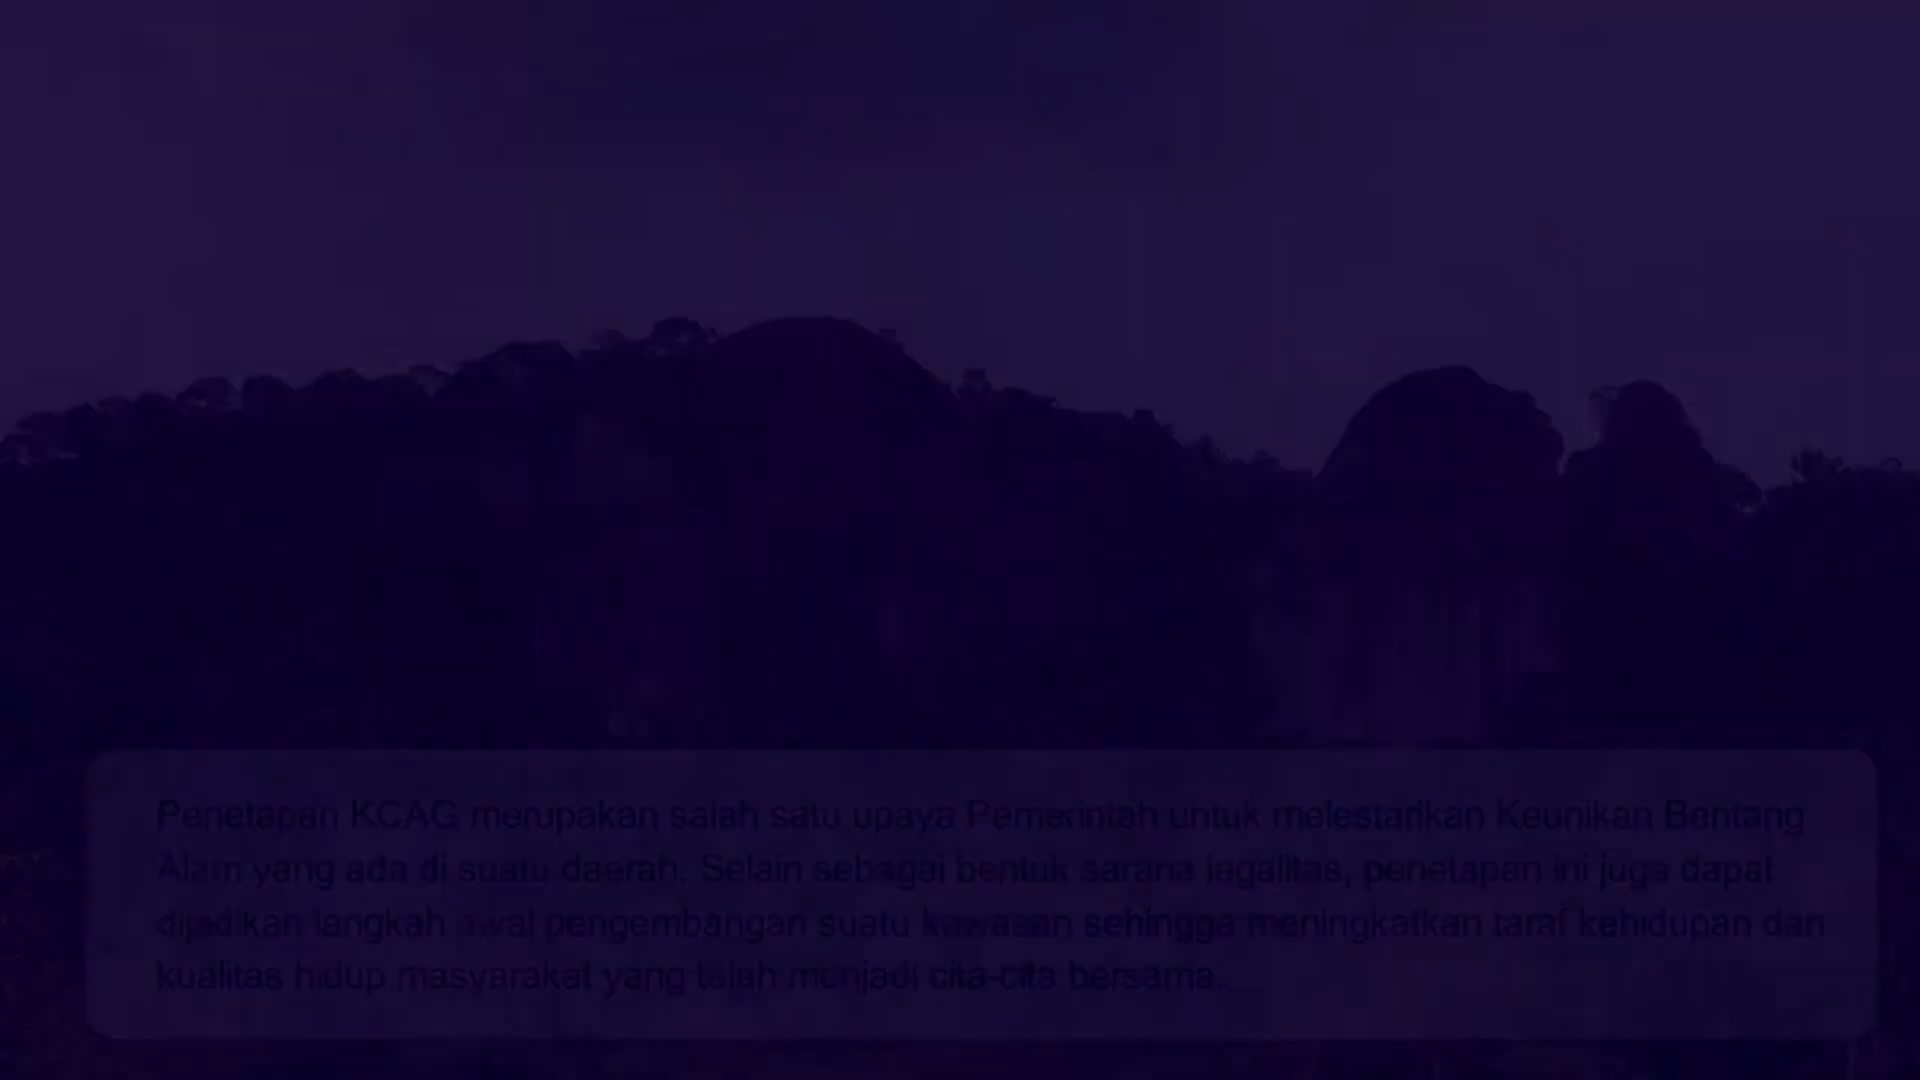 Penetapan KCAG merupakan salah satu upaya Pemerintah untuk melestarikan Keunikan Bentang
Alam yang ada di suatu daerah. Selain sebagai bentuk sarana legalitas, penetapan ini juga dapat
dijadikan langkah awal pengembangan suatu kawasan sehingga meningkatkan taraf kehidupan dan
kualitas hidup masyarakat yang telah menjadi cita-cita bersama.